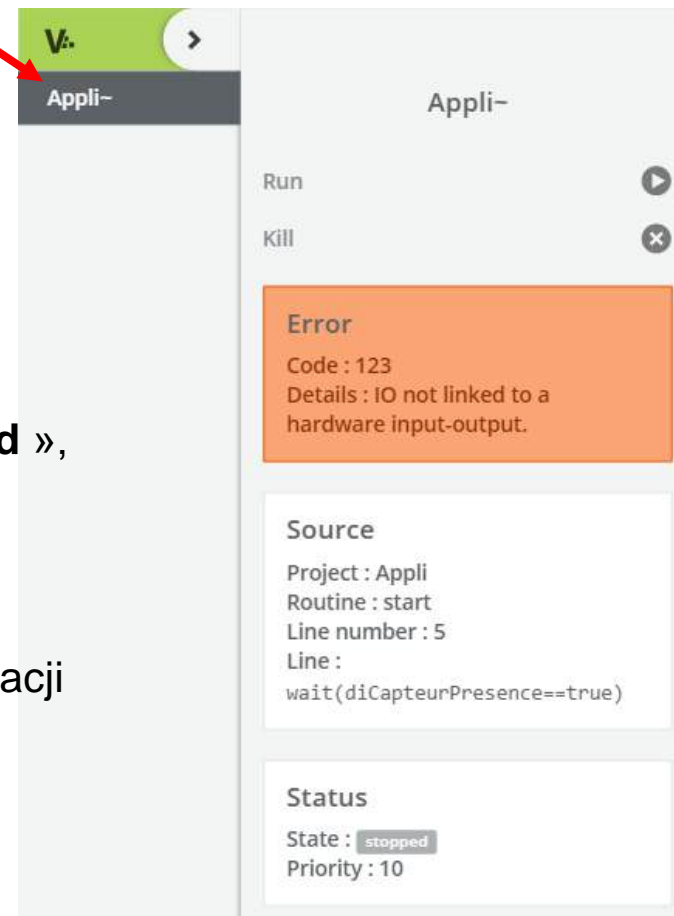 V:.
Appli~
Appli~
Run
Kill
Error
Code : 123
Details : IO not linked to a
hardware input-output.
d »,
Source
Project : Appli
Routine : start
Line number : 5
Line :
wait(diCapteurPresence==true)
acji
Status
State : stopped
Priority : 10